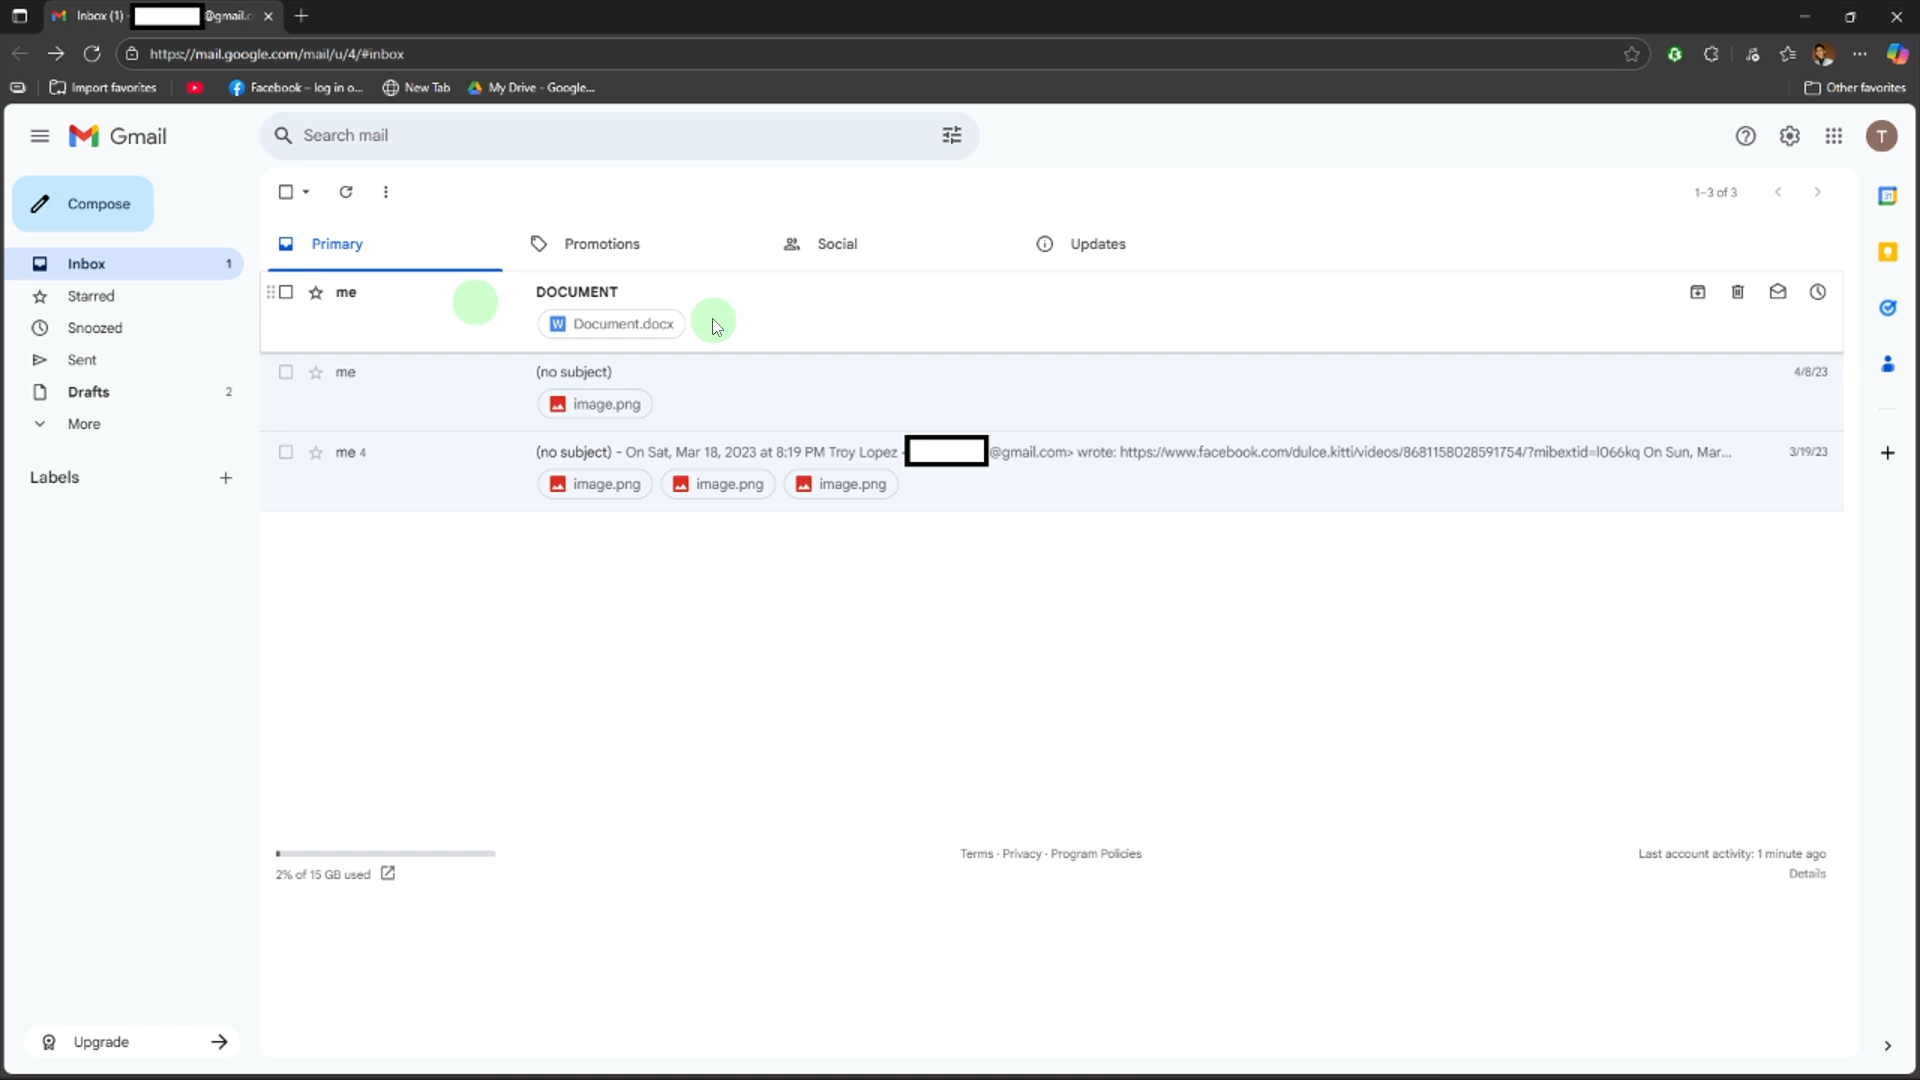 Inbox (1) - @gmail.c
https://mail.google.com/mail/u/4/#inbox
Import favorites
Facebook – log in o...
New Tab
My Drive - Google...
Other favorites
Gmail
Search mail
T
Compose
1–3 of 3
Primary
Promotions
Social
Updates
Inbox 1
Starred
Snoozed
Sent
Drafts 2
More
Labels
me DOCUMENT
W Document.docx
me (no subject) 4/8/23
image.png
me 4 (no subject) - On Sat, Mar 18, 2023 at 8:19 PM Troy Lopez @gmail.com> wrote: https://www.facebook.com/dulce.kitti/videos/868115802859​1754/?mibextid=l066kq On Sun, Mar... 3/19/23
image.png image.png image.png
2% of 15 GB used
Terms · Privacy · Program Policies
Last account activity: 1 minute ago
Details
Upgrade